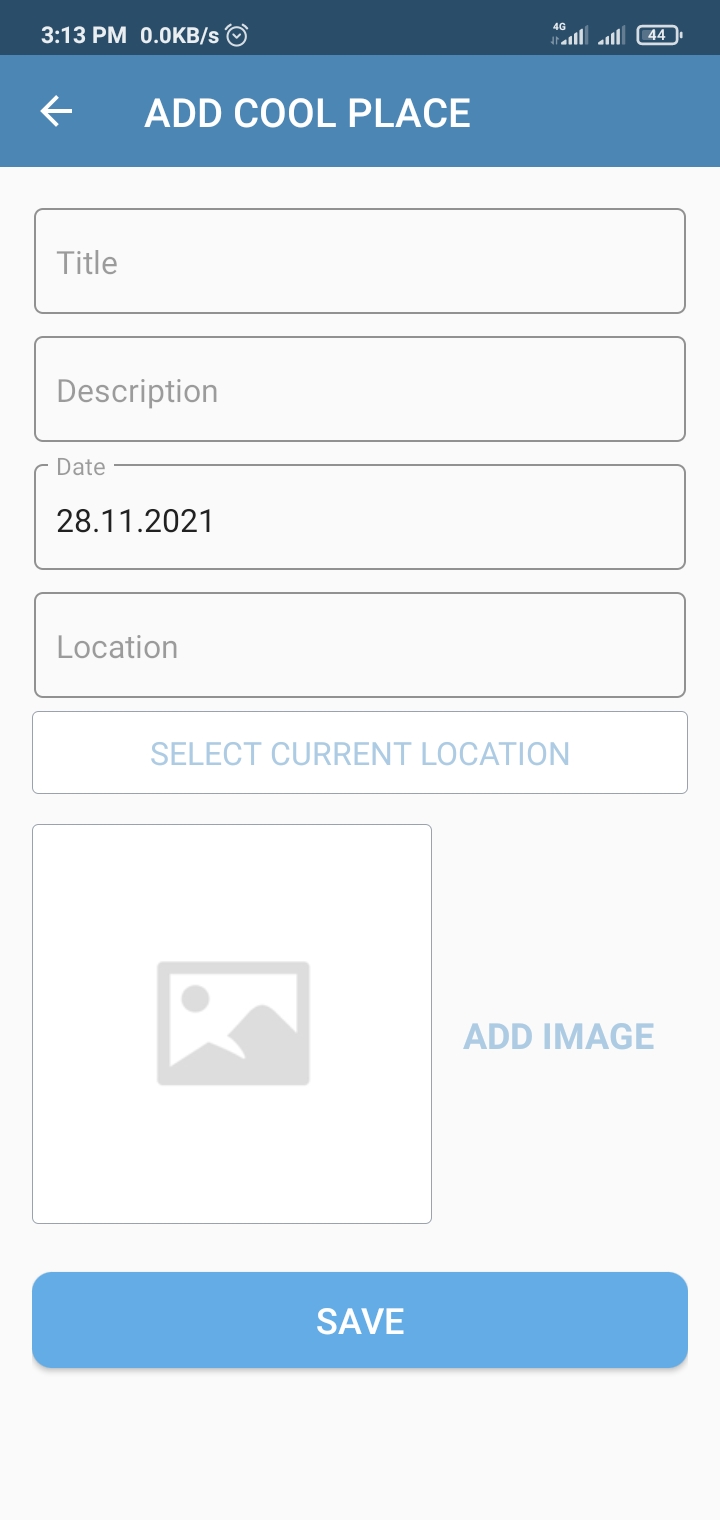 3:13 PM 0.0KB/s 4G 44
ADD COOL PLACE
Title
Description
Date
28.11.2021
Location
SELECT CURRENT LOCATION
ADD IMAGE
SAVE